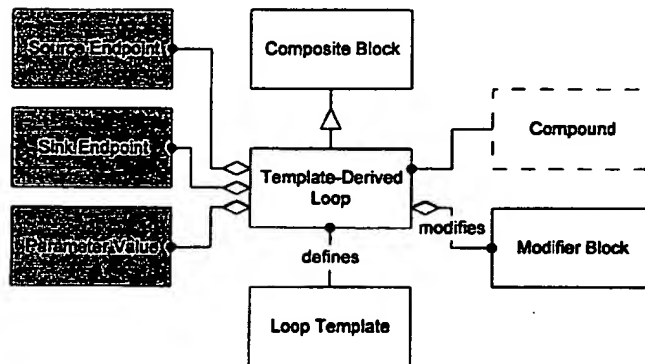 Source Endpoint
Composite Block
Sink Endpoint
Compound
Template-Derived
Loop
Parameter Value
modifies
Modifier Block
defines
Loop Template